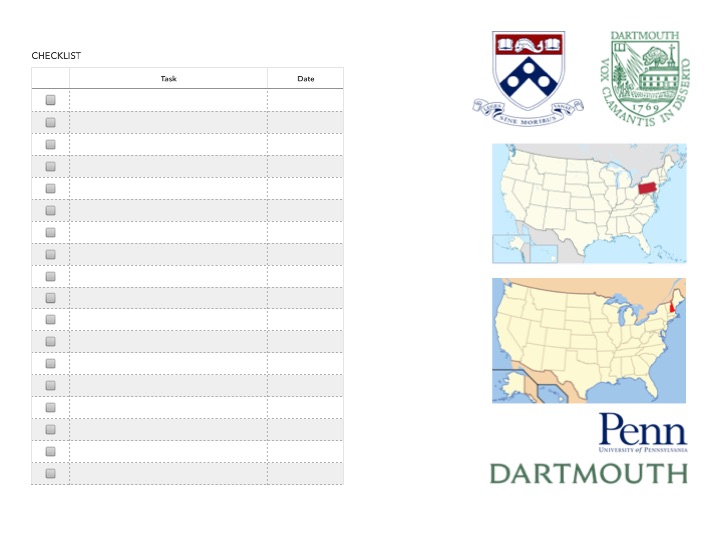 CHECKLIST
Task Date
LEGES SINE MORIBUS VANAE
DARTMOUTH
VOX CLAMANTIS IN DESERTO
1769
Penn
UNIVERSITY of PENNSYLVANIA
DARTMOUTH